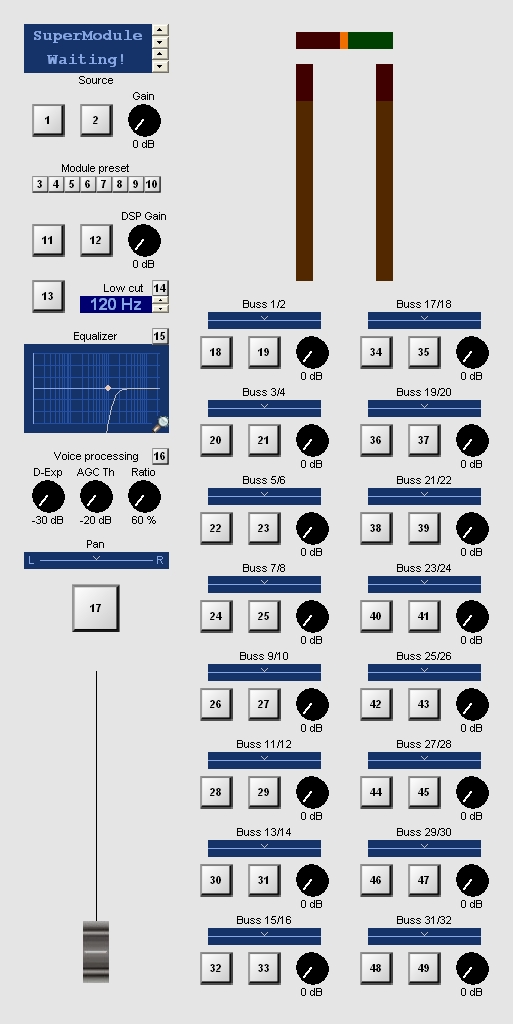 SuperModule
Waiting!
Source
Gain
1 2
0 dB
Module preset
3 4 5 6 7 8 9 10
DSP Gain
11 12
0 dB
13 Low cut 14
120 Hz
Equalizer 15
Voice processing 16
D-Exp AGC Th Ratio
-30 dB -20 dB 60 %
Pan
L R
17
Buss 1/2
18 19
0 dB
Buss 3/4
20 21
0 dB
Buss 5/6
22 23
0 dB
Buss 7/8
24 25
0 dB
Buss 9/10
26 27
0 dB
Buss 11/12
28 29
0 dB
Buss 13/14
30 31
0 dB
Buss 15/16
32 33
0 dB
Buss 17/18
34 35
0 dB
Buss 19/20
36 37
0 dB
Buss 21/22
38 39
0 dB
Buss 23/24
40 41
0 dB
Buss 25/26
42 43
0 dB
Buss 27/28
44 45
0 dB
Buss 29/30
46 47
0 dB
Buss 31/32
48 49
0 dB